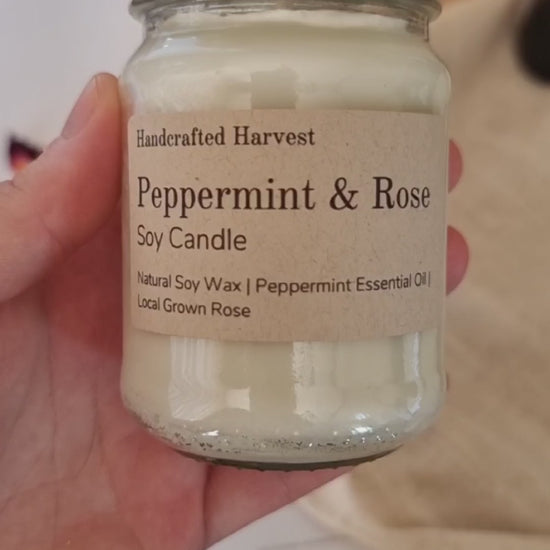 Handcrafted Harvest
Peppermint & Rose
Soy Candle
Natural Soy Wax | Peppermint Essential Oil |
Local Grown Rose